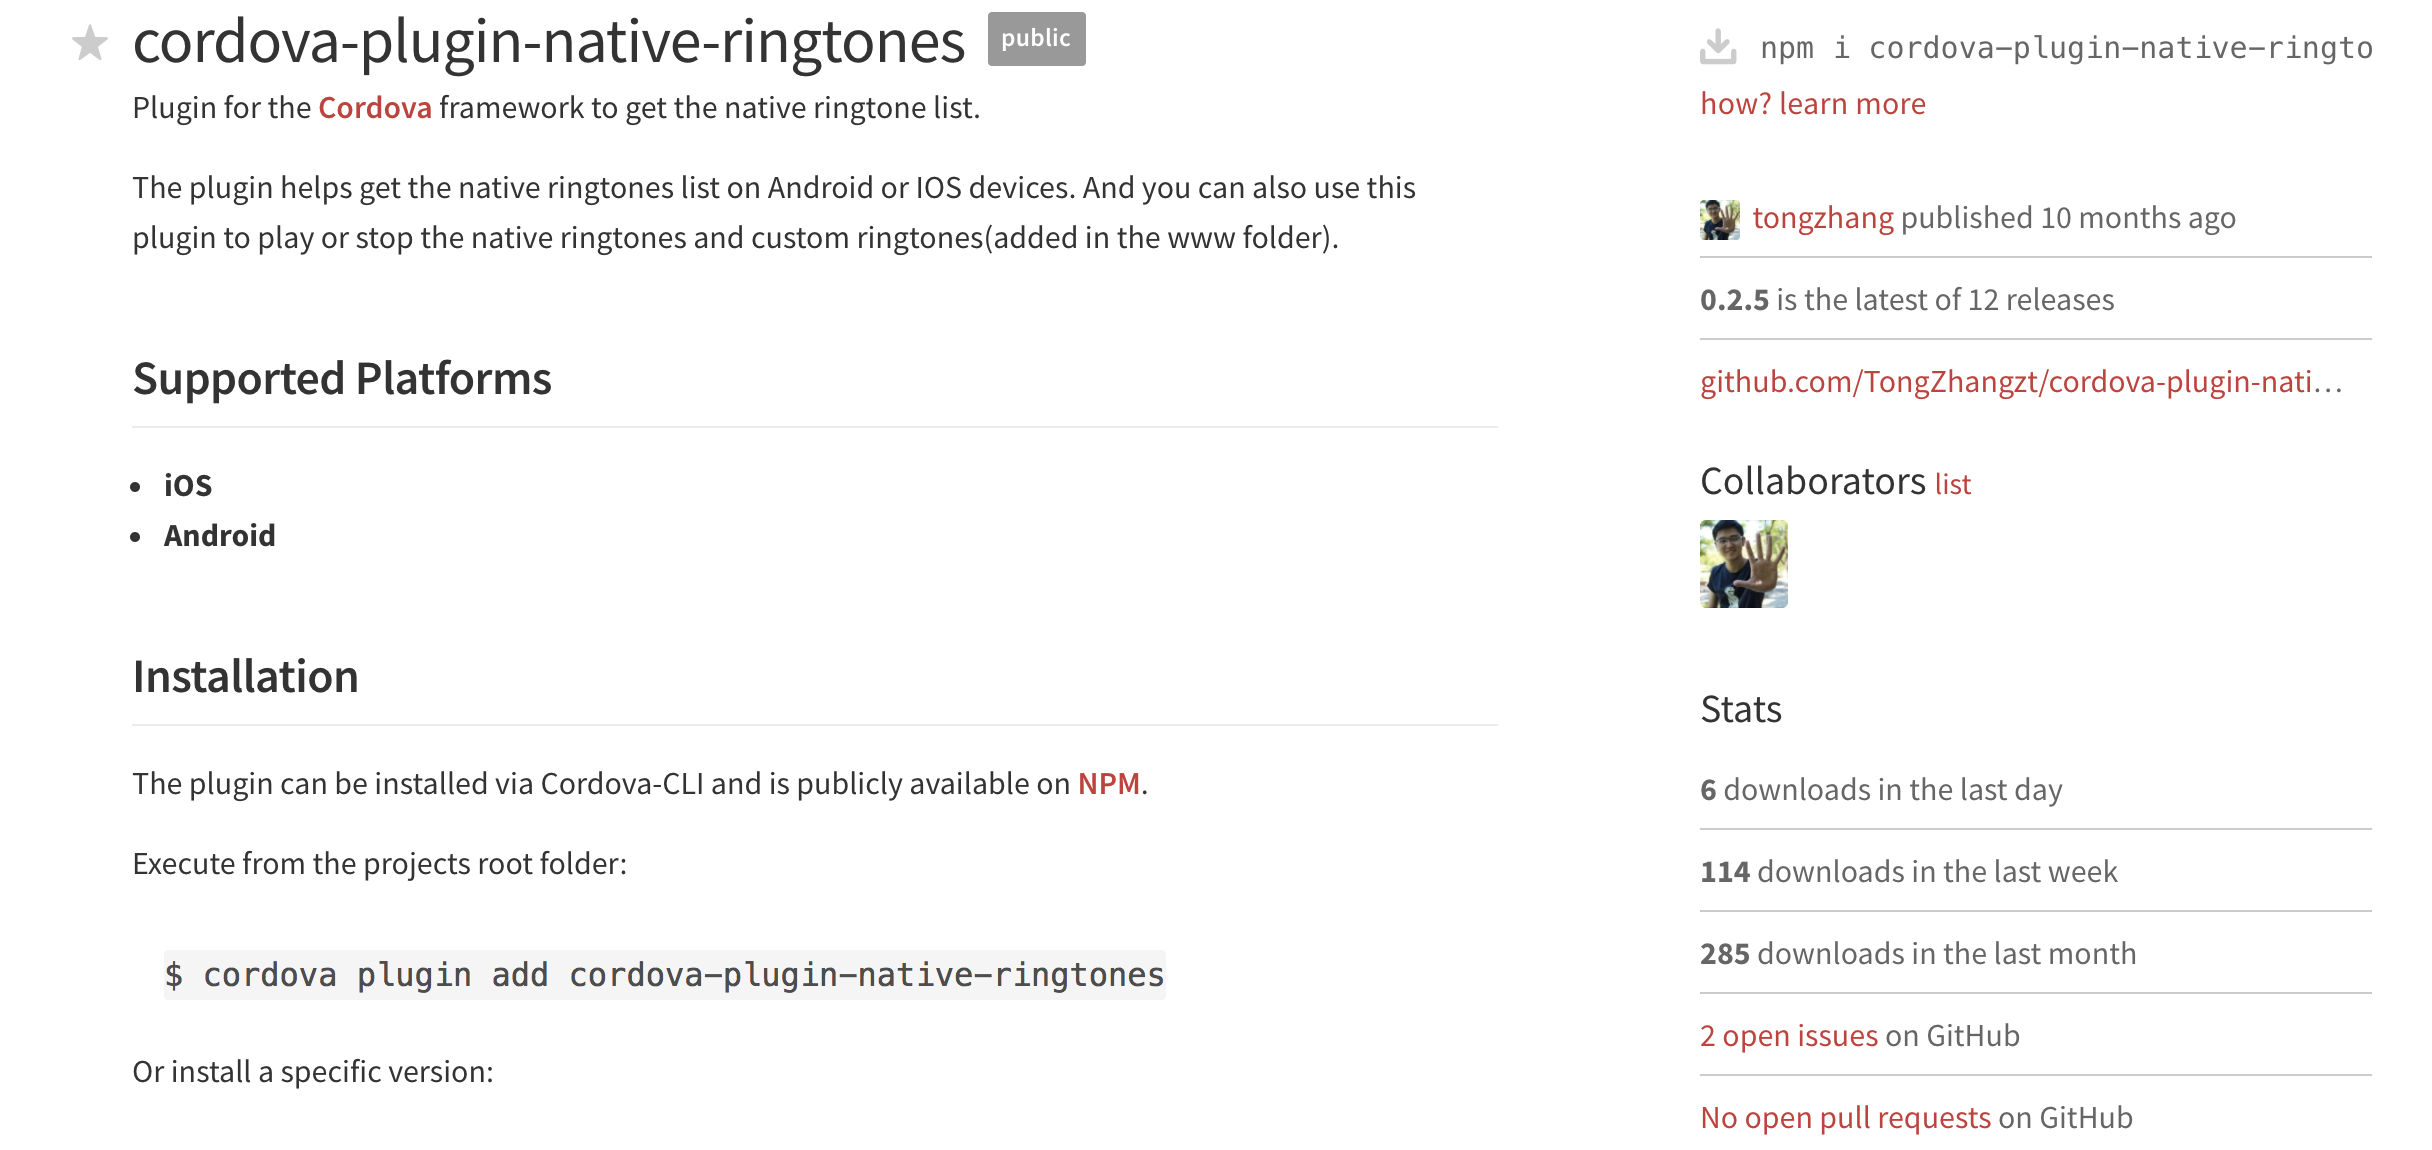 cordova-plugin-native-ringtones public
Plugin for the Cordova framework to get the native ringtone list.
The plugin helps get the native ringtones list on Android or IOS devices. And you can also use this
plugin to play or stop the native ringtones and custom ringtones(added in the www folder).
Supported Platforms
• iOS
• Android
Installation
The plugin can be installed via Cordova-CLI and is publicly available on NPM.
Execute from the projects root folder:
$ cordova plugin add cordova-plugin-native-ringtones
Or install a specific version:
npm i cordova-plugin-native-ringto
how? learn more
tongzhang published 10 months ago
0.2.5 is the latest of 12 releases
github.com/TongZhangzt/cordova-plugin-nati…
Collaborators list
Stats
6 downloads in the last day
114 downloads in the last week
285 downloads in the last month
2 open issues on GitHub
No open pull requests on GitHub